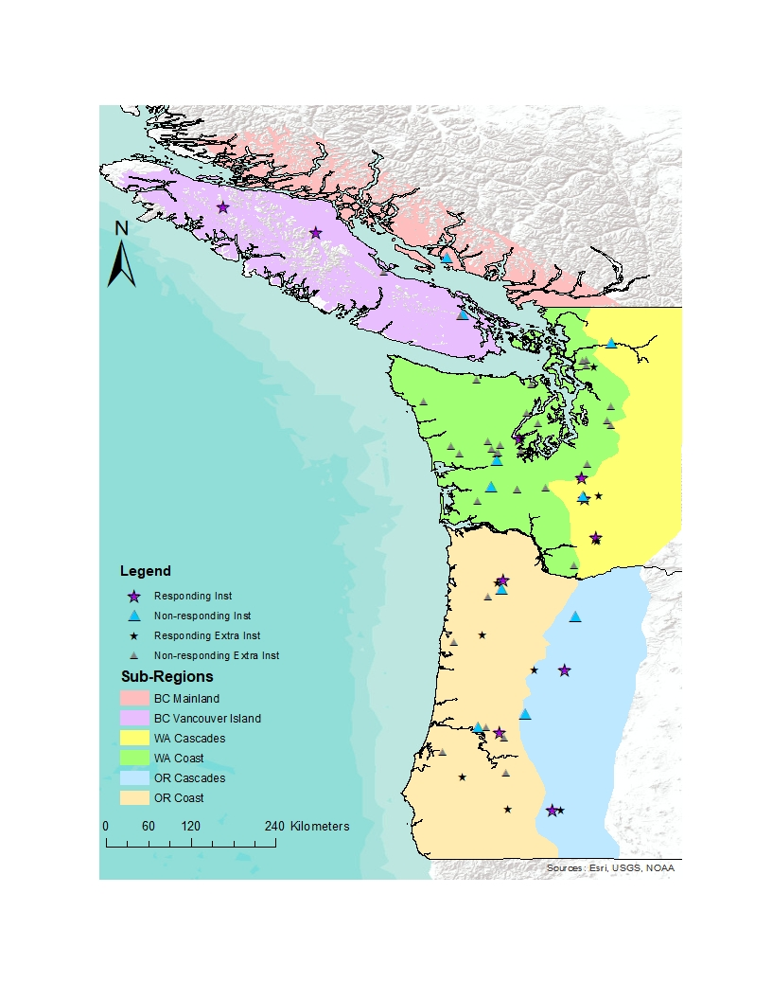 N
Legend
Responding Inst
Non-responding Inst
Responding Extra Inst
Non-responding Extra Inst
Sub-Regions
BC Mainland
BC Vancouver Island
WA Cascades
WA Coast
OR Cascades
OR Coast
0 60 120 240 Kilometers
Sources: Esri, USGS, NOAA